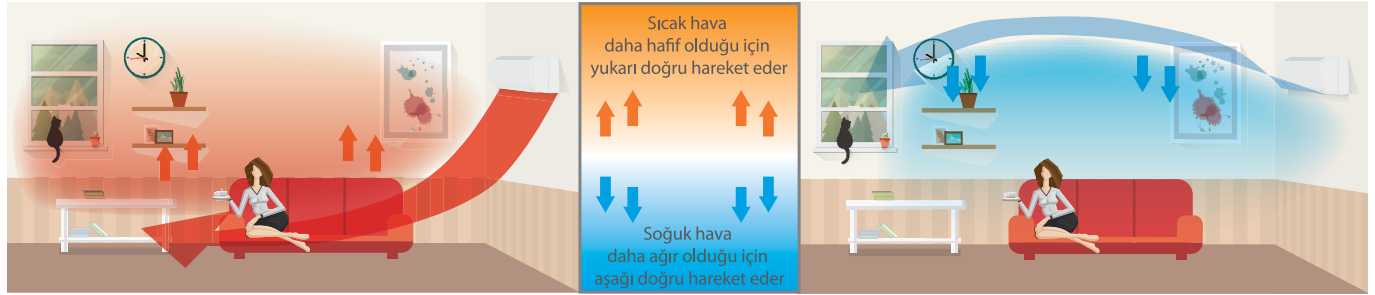 Sıcak hava
daha hafif olduğu için
yukarı doğru hareket eder
Soğuk hava
daha ağır olduğu için
aşağı doğru hareket eder